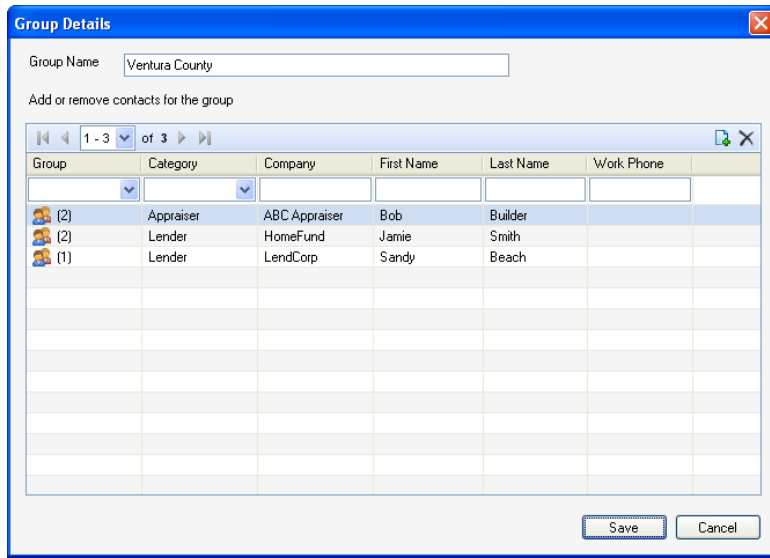 Group Details
Group Name Ventura County
Add or remove contacts for the group
1 - 3 of 3
Group Category Company First Name Last Name Work Phone
(2) Appraiser ABC Appraiser Bob Builder
(2) Lender HomeFund Jamie Smith
(1) Lender LendCorp Sandy Beach
Save Cancel